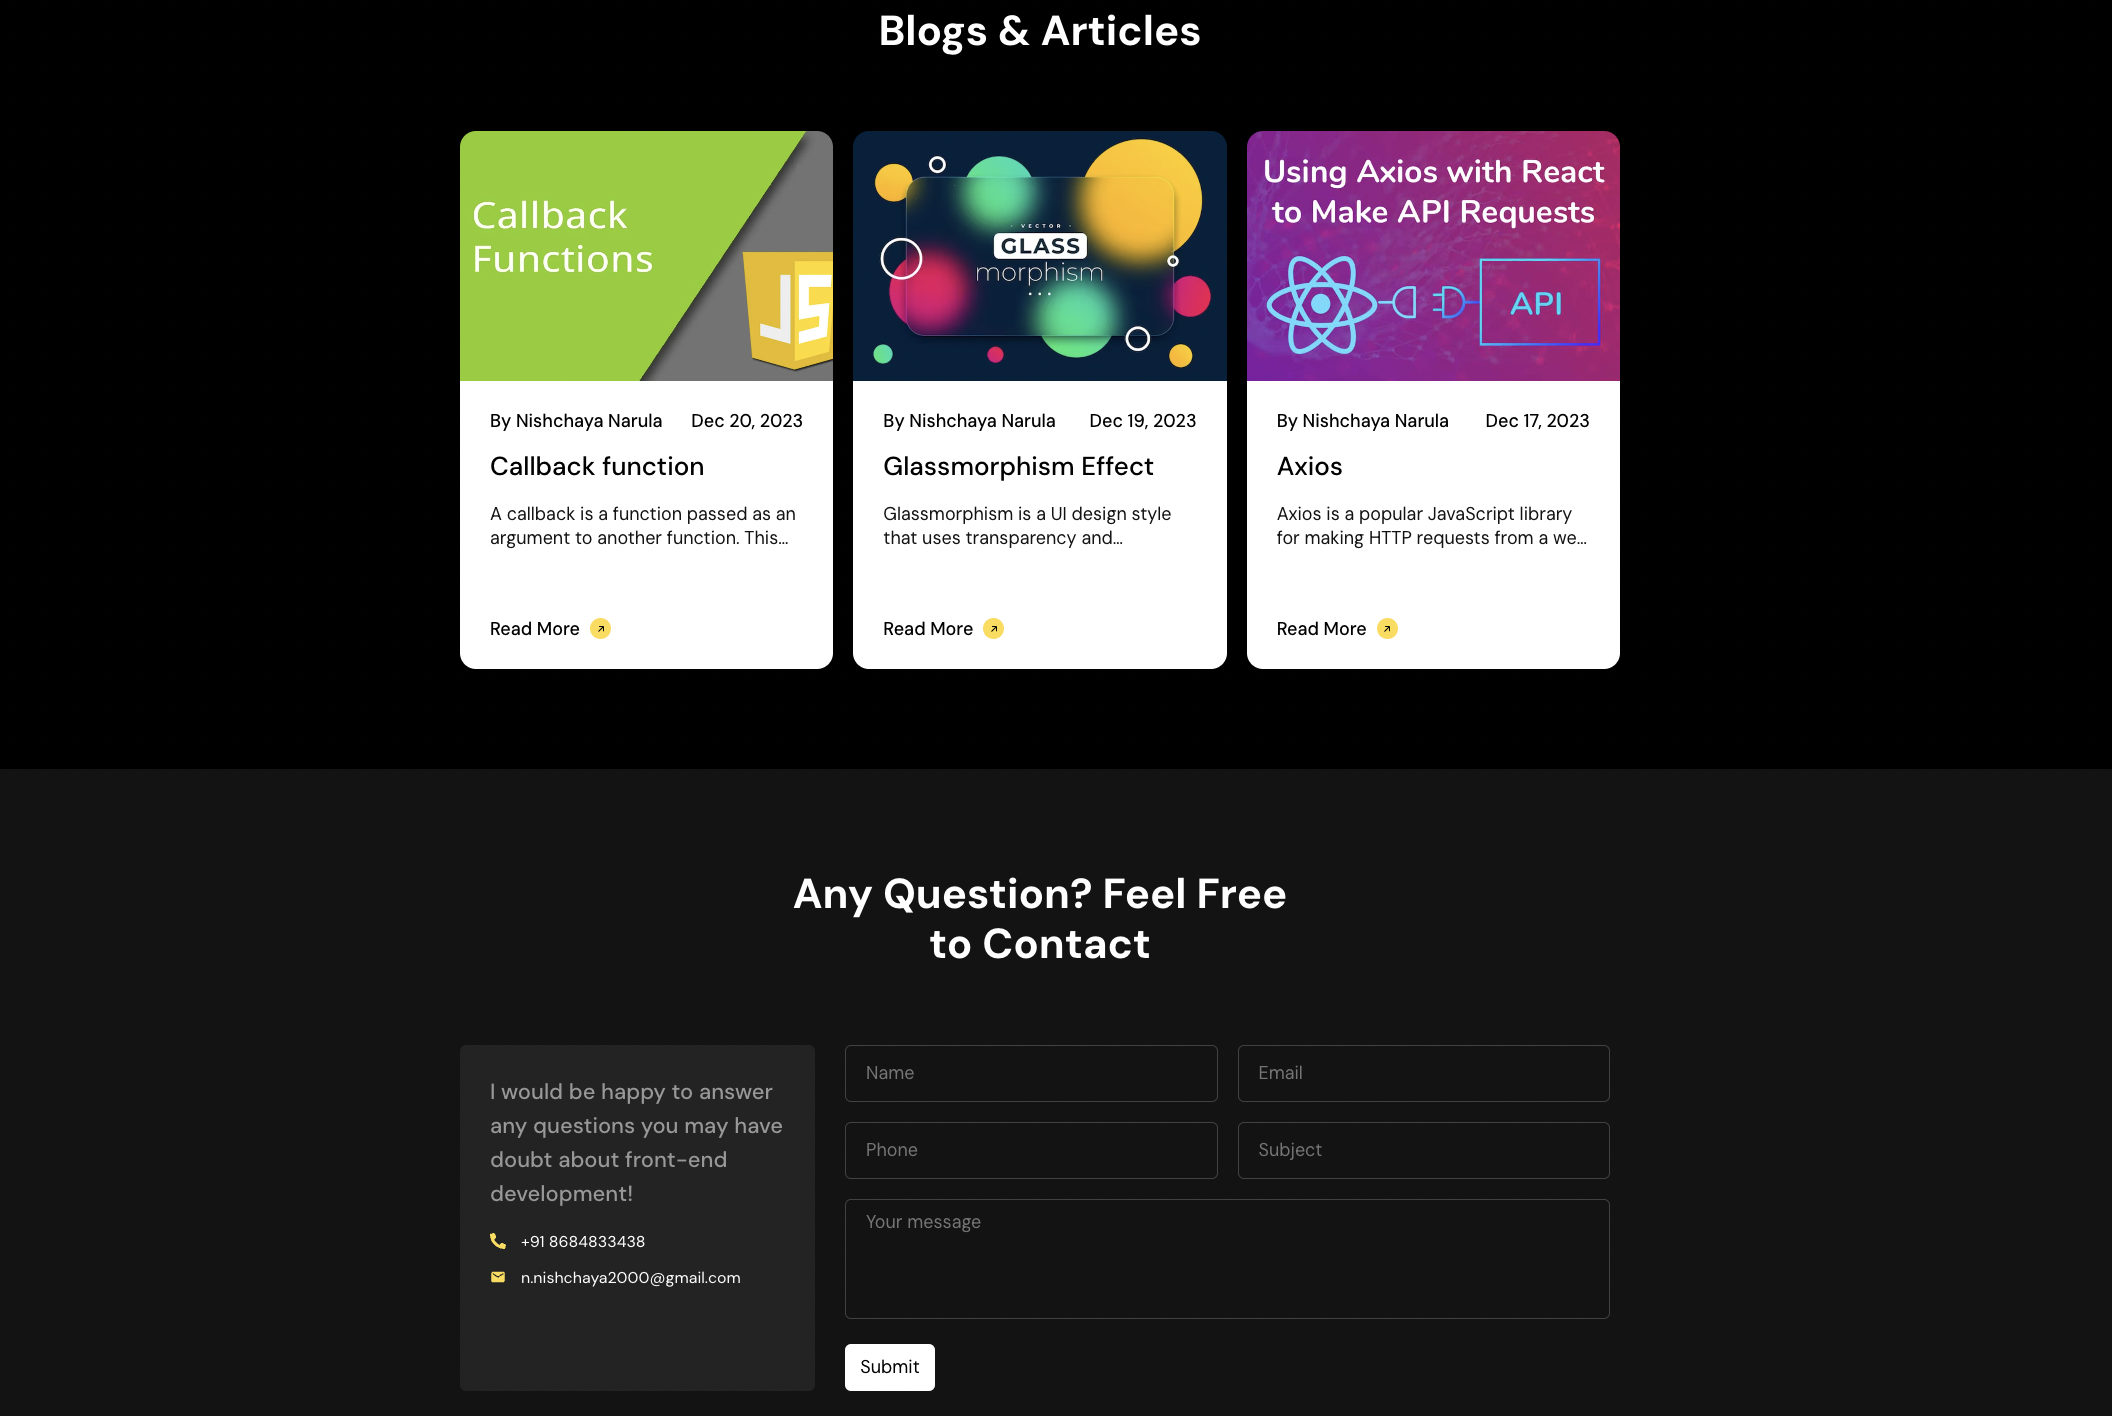 Blogs & Articles
Callback
Functions
JS
VECTOR
GLASS
morphism
Using Axios with React
to Make API Requests
API
By Nishchaya Narula
Dec 20, 2023
Callback function
A callback is a function passed as an
argument to another function. This...
Read More
By Nishchaya Narula
Dec 19, 2023
Glassmorphism Effect
Glassmorphism is a UI design style
that uses transparency and...
Read More
By Nishchaya Narula
Dec 17, 2023
Axios
Axios is a popular JavaScript library
for making HTTP requests from a we...
Read More
Any Question? Feel Free
to Contact
I would be happy to answer
any questions you may have
doubt about front-end
development!
+91 8684833438
n.nishchaya2000@gmail.com
Name
Email
Phone
Subject
Your message
Submit